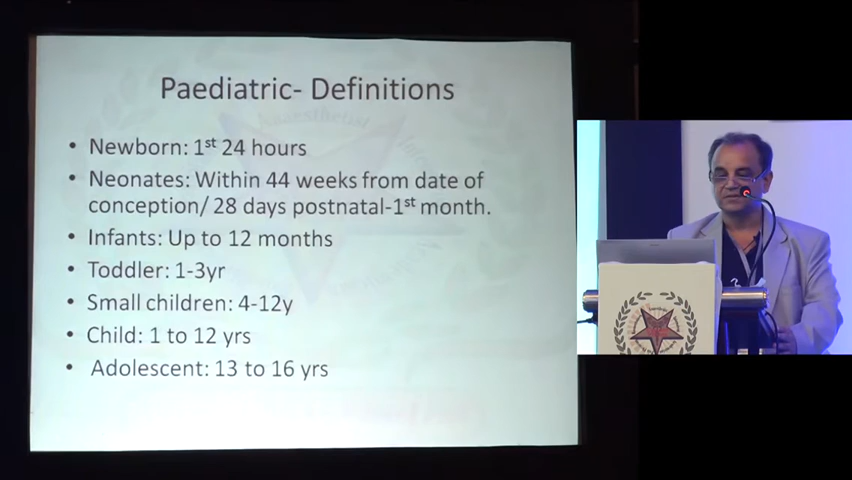 Paediatric- Definitions
• Newborn: 1st 24 hours
• Neonates: Within 44 weeks from date of
conception/ 28 days postnatal-1st month.
• Infants: Up to 12 months
• Toddler: 1-3yr
• Small children: 4-12y
• Child: 1 to 12 yrs
• Adolescent: 13 to 16 yrs